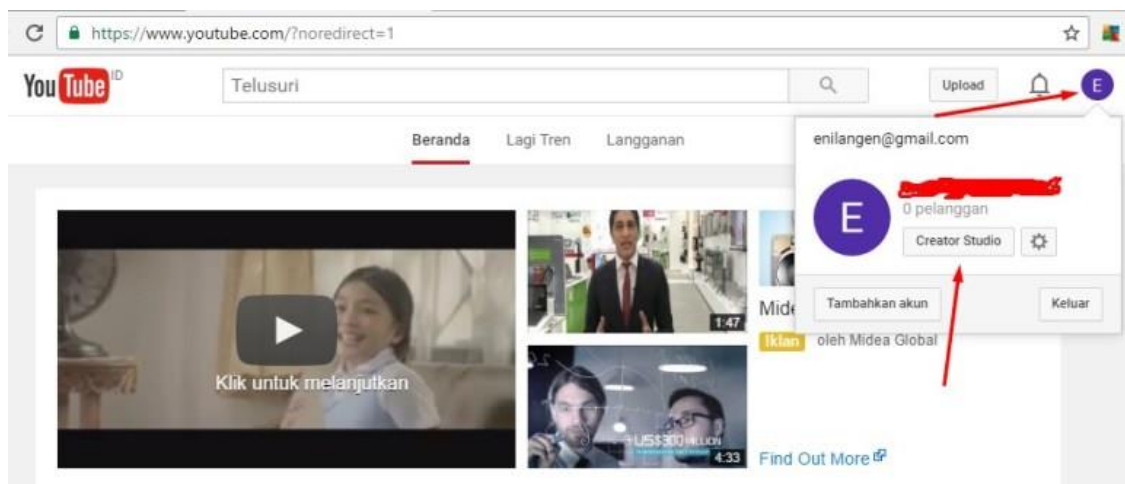 https://www.youtube.com/?noredirect=1
YouTube ID
Telusuri
Upload
E
Beranda Lagi Tren Langganan
enilangen@gmail.com
E
0 pelanggan
Creator Studio
Tambahkan akun Keluar
Klik untuk melanjutkan
1:47
US$300 MILLION
4:33
Mide
Iklan oleh Midea Global
Find Out More